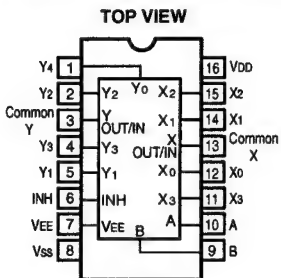 TOP VIEW
Y4 1 Y0 16 VDD
Y2 2 Y2 X2 15 X2
Common Y 3 Y OUT/IN X1 14 X1
Y3 4 Y3 X OUT/IN 13 Common X
Y1 5 Y1 X0 12 X0
INH 6 INH X3 11 X3
VEE 7 VEE A 10 A
VSS 8 B 9 B